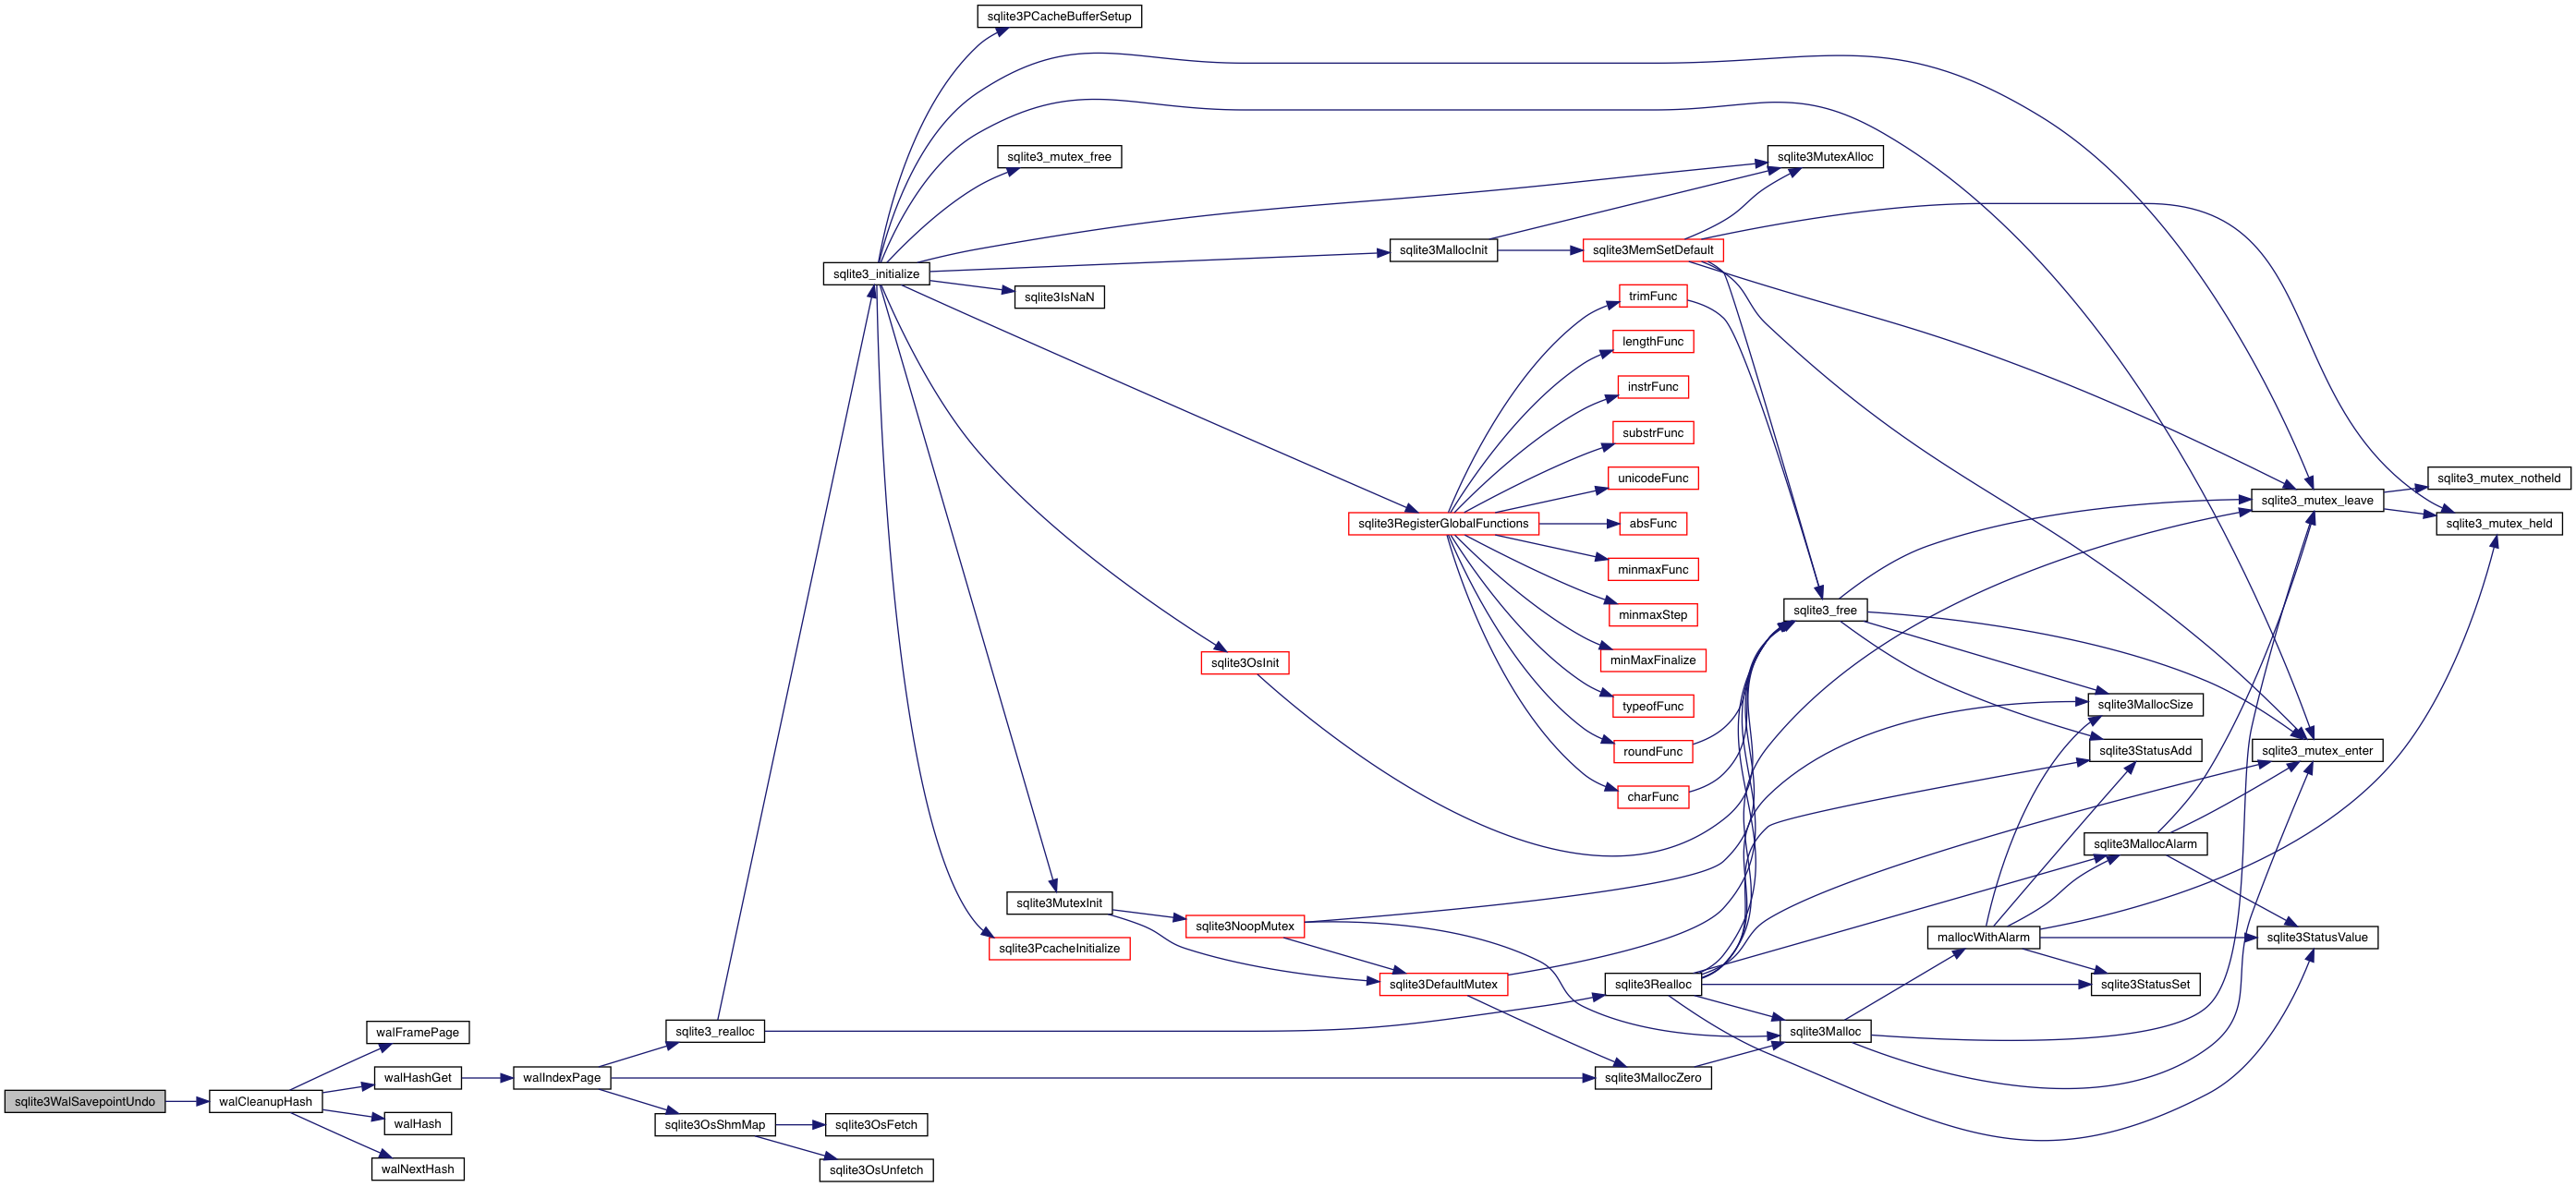 sqlite3PCacheBufferSetup
sqlite3_mutex_free
sqlite3MutexAlloc
sqlite3MallocInit
sqlite3MemSetDefault
sqlite3_initialize
sqlite3IsNaN
trimFunc
lengthFunc
instrFunc
substrFunc
unicodeFunc
sqlite3_mutex_notheld
sqlite3_mutex_leave
sqlite3RegisterGlobalFunctions
absFunc
sqlite3_mutex_held
minmaxFunc
sqlite3_free
minmaxStep
sqlite3OsInit
minMaxFinalize
typeofFunc
sqlite3MallocSize
roundFunc
sqlite3StatusAdd
sqlite3_mutex_enter
charFunc
sqlite3MallocAlarm
sqlite3MutexInit
sqlite3NoopMutex
mallocWithAlarm
sqlite3StatusValue
sqlite3PcacheInitialize
sqlite3DefaultMutex
sqlite3Realloc
sqlite3StatusSet
walFramePage
sqlite3_realloc
sqlite3Malloc
walHashGet
walIndexPage
sqlite3MallocZero
sqlite3WalSavepointUndo
walCleanupHash
walHash
sqlite3OsShmMap
sqlite3OsFetch
walNextHash
sqlite3OsUnfetch